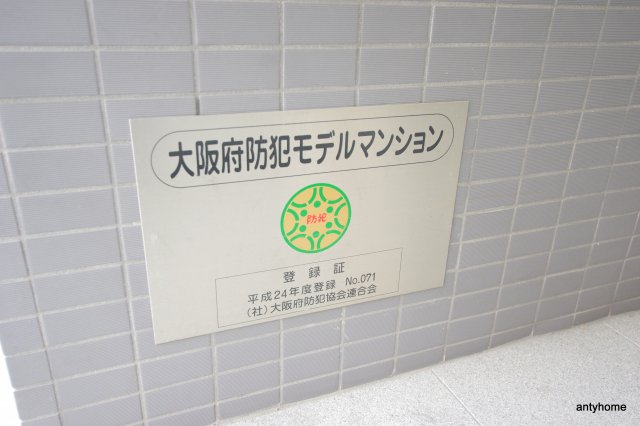 大阪府防犯モデルマンション
防犯
登録証
平成24年度登録 No.071
(社)大阪府防犯協会連合会
antyhome